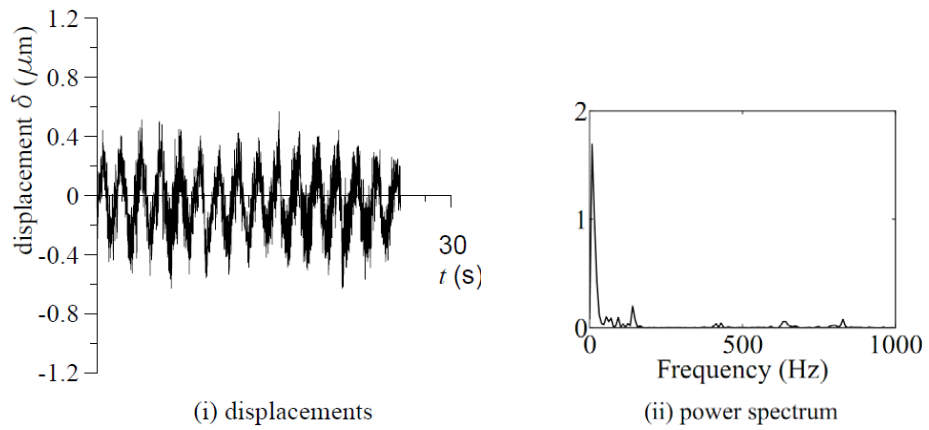 displacement δ (μm)
1.2
0.8
0.4
0
-0.4
-0.8
-1.2
30
t (s)
(i) displacements
2
1
0
0
500
1000
Frequency (Hz)
(ii) power spectrum